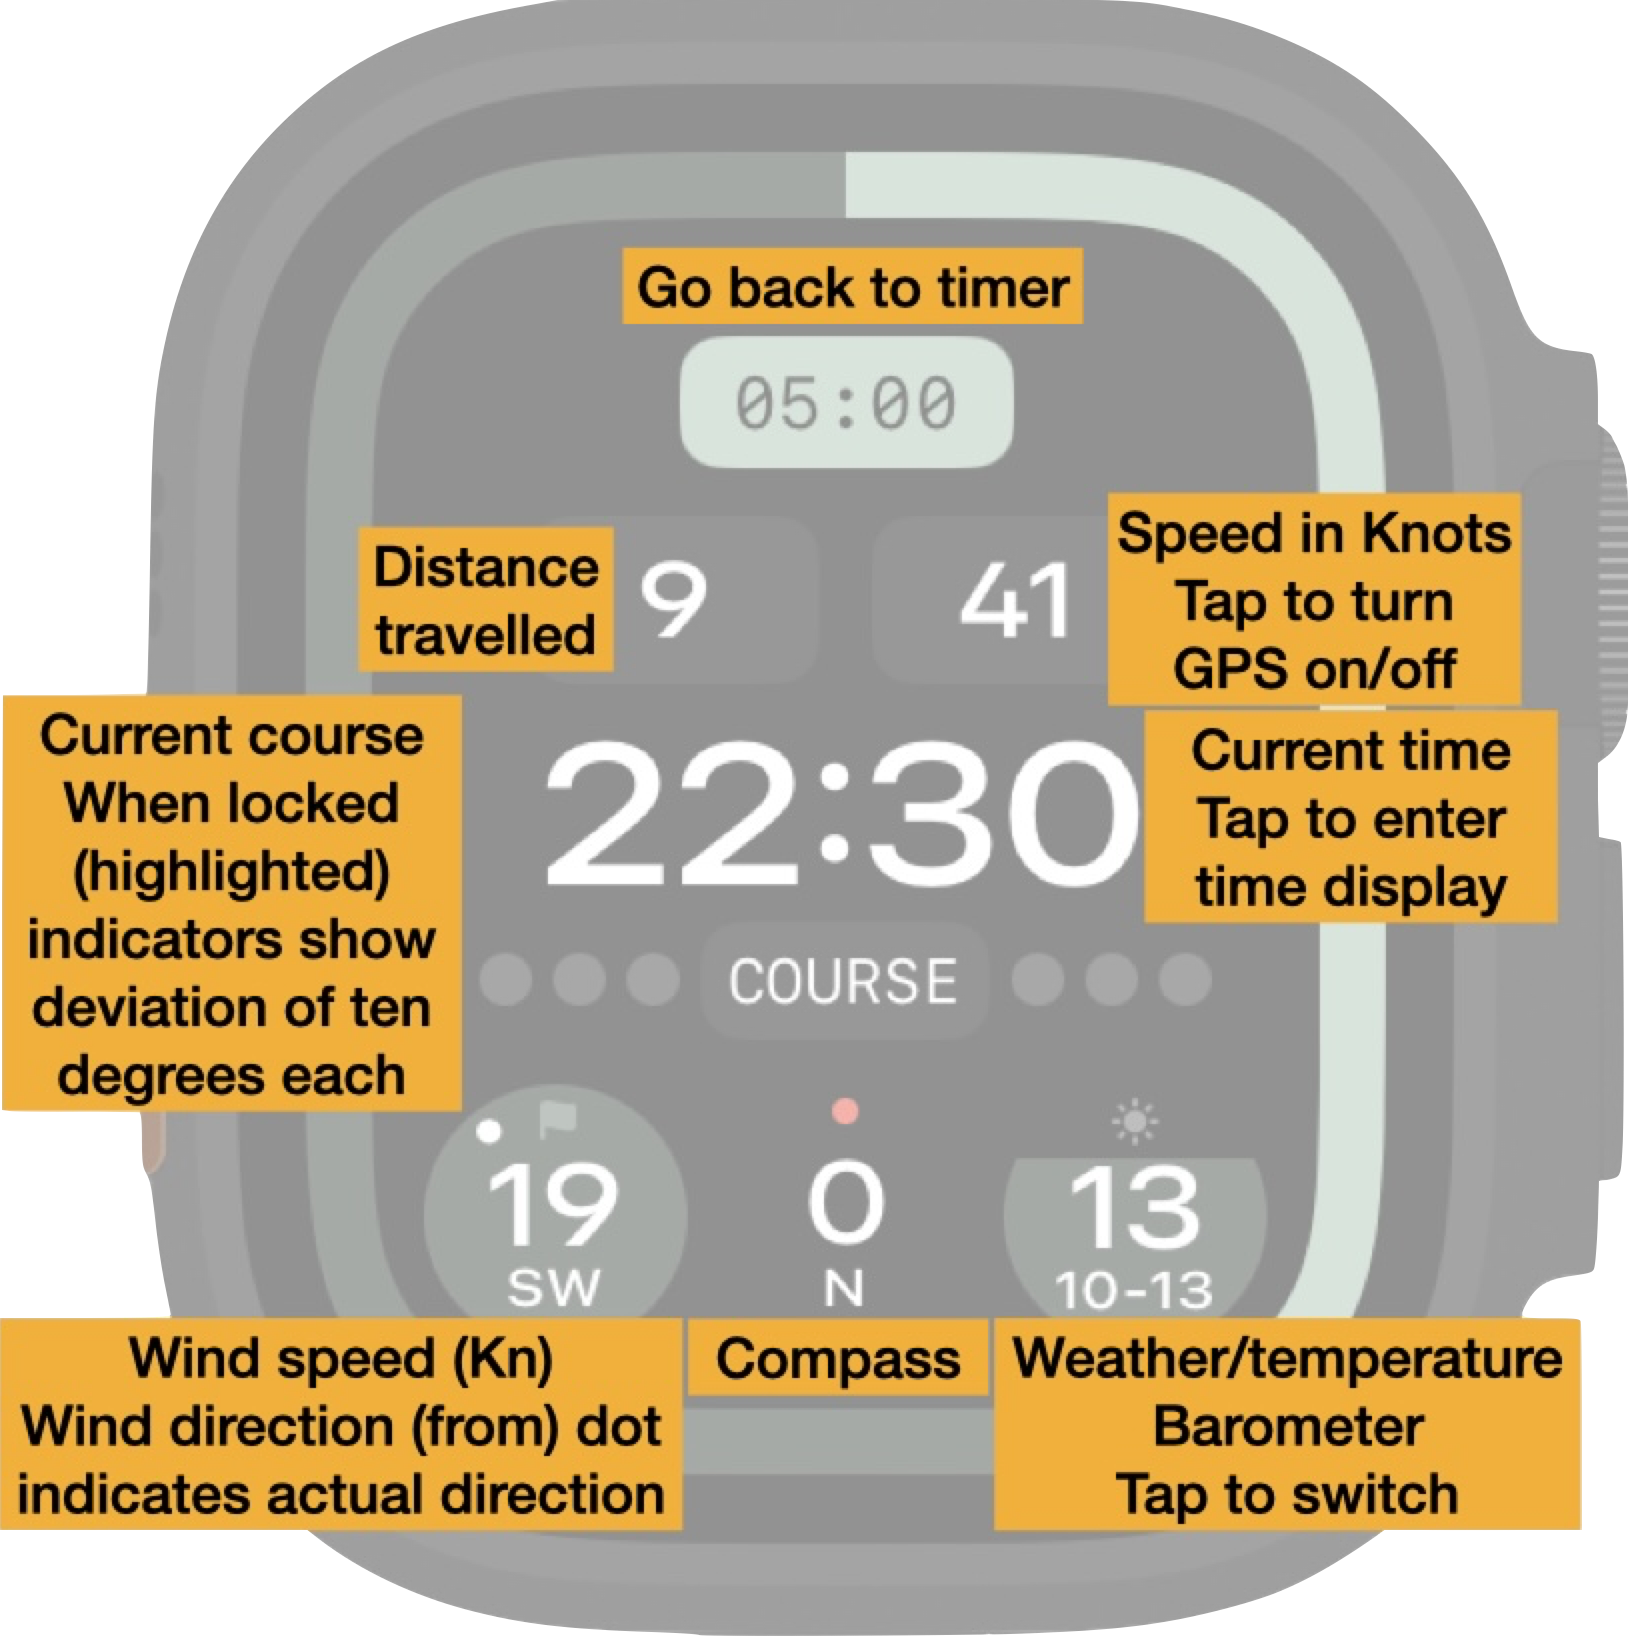 Go back to timer
05:00
Distance
travelled
9
41
Speed in Knots
Tap to turn
GPS on/off
Current course
When locked
(highlighted)
indicators show
deviation of ten
degrees each
22:30
Current time
Tap to enter
time display
COURSE
19
SW
0
N
13
10-13
Wind speed (Kn)
Wind direction (from) dot
indicates actual direction
Compass
Weather/temperature
Barometer
Tap to switch